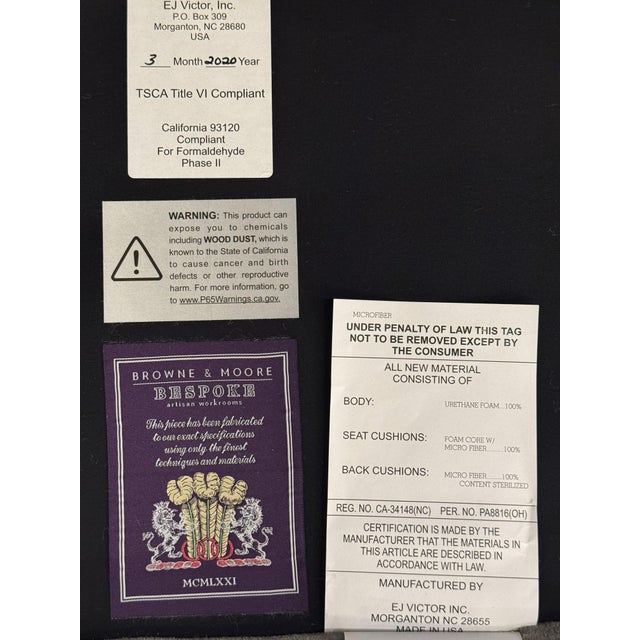 EJ Victor, Inc.
P.O. Box 309
Morganton, NC 28680
USA
3 Month 2020 Year
TSCA Title VI Compliant
California 93120
Compliant
For Formaldehyde
Phase II
WARNING: This product can
expose you to chemicals
including WOOD DUST, which is
known to the State of California
to cause cancer and birth
defects or other reproductive
harm. For more information, go
to www.P65Warnings.ca.gov.
BROWNE & MOORE
BESPOKE
artisan workrooms
This piece has been fabricated
to our exact specifications
using only the finest
techniques and materials
MCMLXXI
MICROFIBER
UNDER PENALTY OF LAW THIS TAG
NOT TO BE REMOVED EXCEPT BY
THE CONSUMER
ALL NEW MATERIAL
CONSISTING OF
BODY: URETHANE FOAM....100%
SEAT CUSHIONS: FOAM CORE W/
MICRO FIBER..........100%
BACK CUSHIONS: MICRO FIBER.......100%
CONTENT STERILIZED
REG. NO. CA-34148(NC) PER. NO. PA8816(OH)
CERTIFICATION IS MADE BY THE
MANUFACTURER THAT THE MATERIALS IN
THIS ARTICLE ARE DESCRIBED IN
ACCORDANCE WITH LAW.
MANUFACTURED BY
EJ VICTOR INC.
MORGANTON NC 28655
MADE IN USA